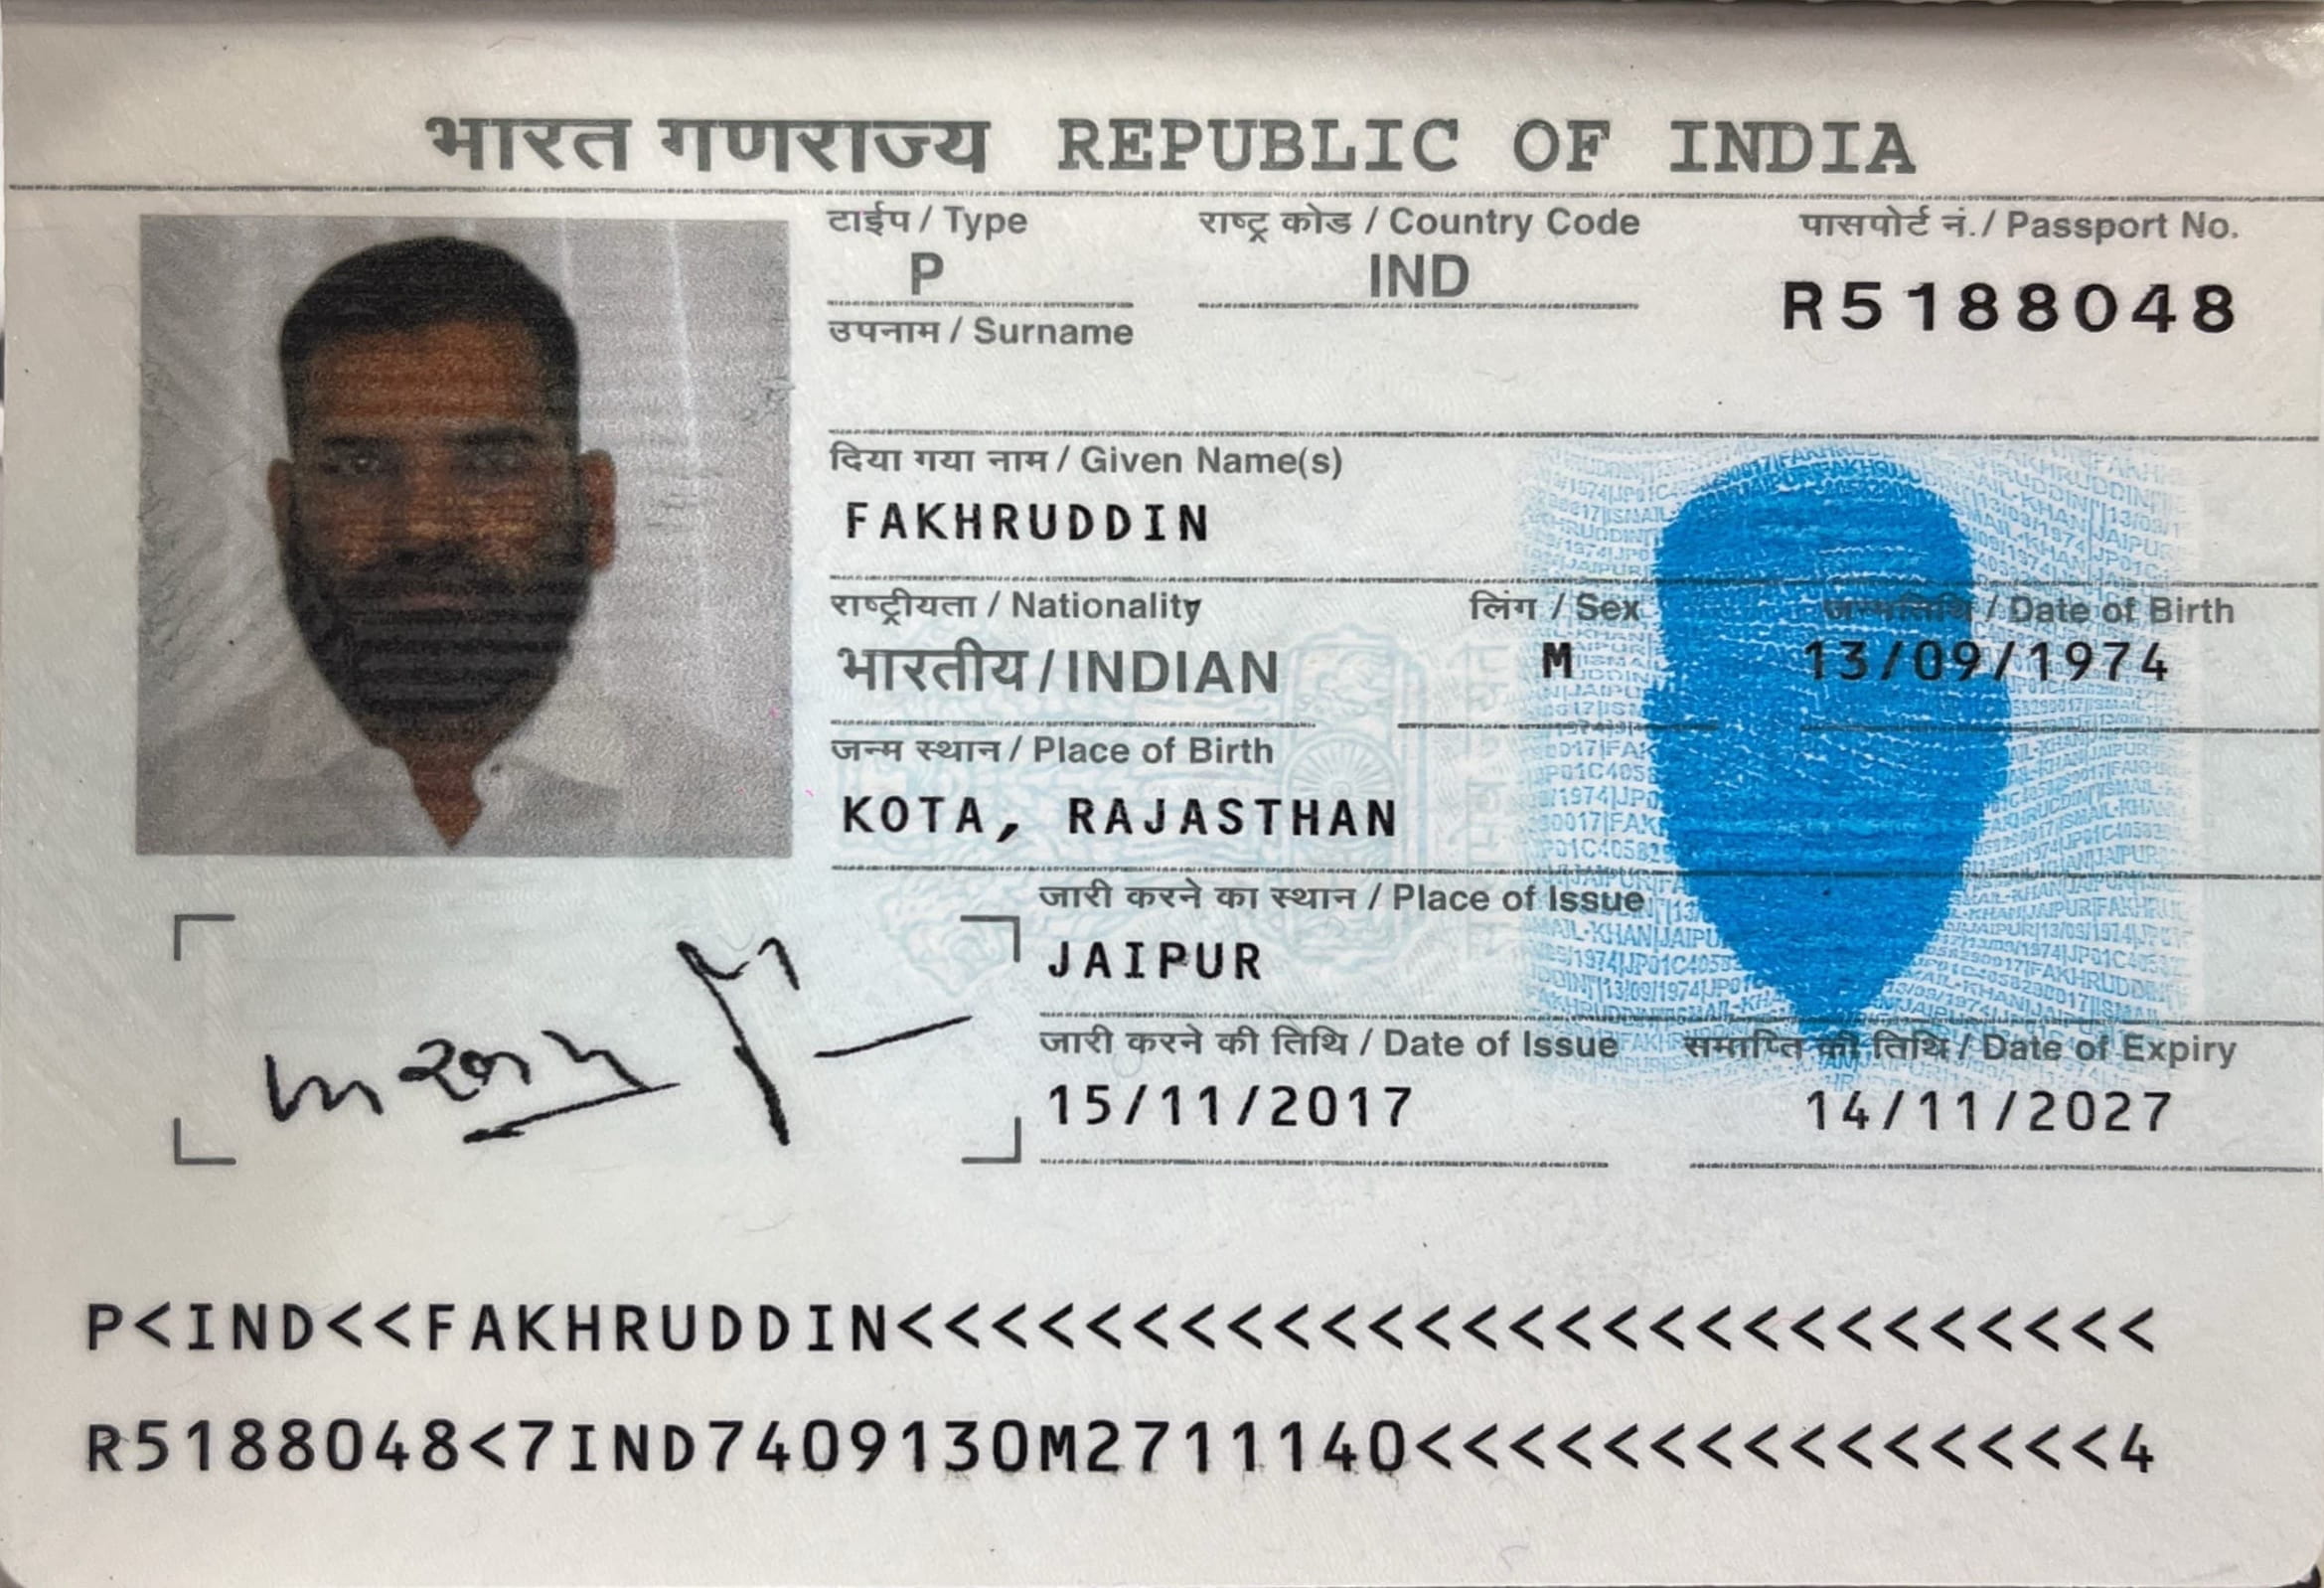 भारत गणराज्य REPUBLIC OF INDIA
टाईप / Type
राष्ट्र कोड / Country Code
पासपोर्ट नं. / Passport No.
P
IND
R5188048
उपनाम / Surname
दिया गया नाम / Given Name(s)
FAKHRUDDIN
राष्ट्रीयता / Nationality
लिंग / Sex
जन्मतिथि / Date of Birth
भारतीय / INDIAN
M
13/09/1974
जन्म स्थान / Place of Birth
KOTA, RAJASTHAN
जारी करने का स्थान / Place of Issue
JAIPUR
जारी करने की तिथि / Date of Issue
समाप्ति की तिथि / Date of Expiry
15/11/2017
14/11/2027
P<IND<<FAKHRUDDIN<<<<<<<<<<<<<<<<<<<<<<<<<<<
R5188048<7IND7409130M2711140<<<<<<<<<<<<<<<4